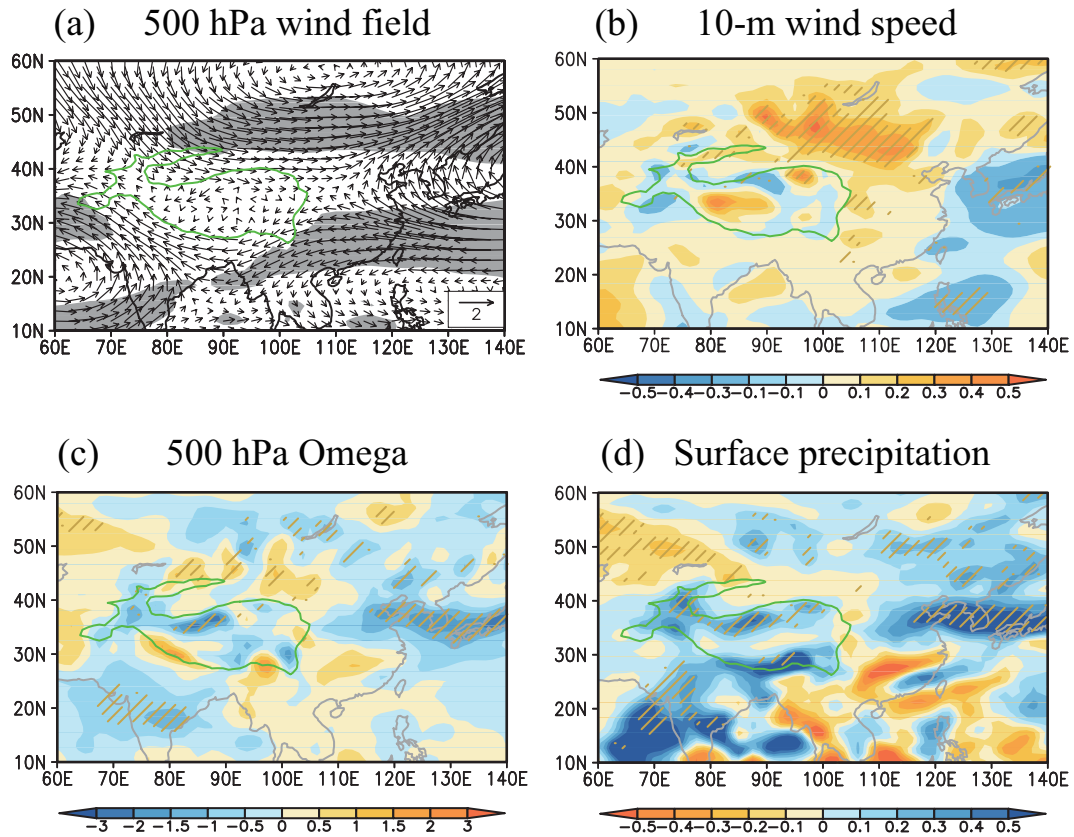 (a) 500 hPa wind field
60N
50N
40N
30N
20N
10N
2
60E 70E 80E 90E 100E 110E 120E 130E 140E
(b) 10-m wind speed
60N
50N
40N
30N
20N
10N
60E 70E 80E 90E 100E 110E 120E 130E 140E
-0.5 -0.4 -0.3 -0.1 -0.1 0 0.1 0.2 0.3 0.4 0.5
(c) 500 hPa Omega
60N
50N
40N
30N
20N
10N
60E 70E 80E 90E 100E 110E 120E 130E 140E
-3 -2 -1.5 -1 -0.5 0 0.5 1 1.5 2 3
(d) Surface precipitation
60N
50N
40N
30N
20N
10N
60E 70E 80E 90E 100E 110E 120E 130E 140E
-0.5 -0.4 -0.3 -0.2 -0.1 0 0.1 0.2 0.3 0.4 0.5